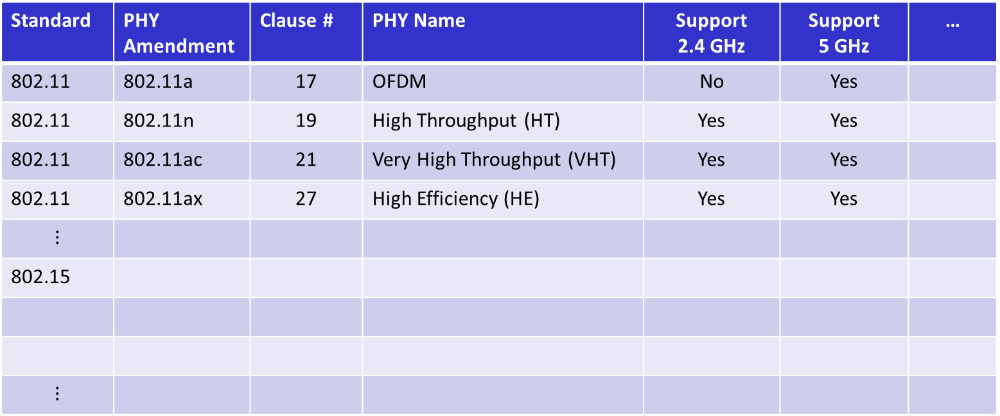 Standard PHY Amendment Clause # PHY Name Support 2.4 GHz Support 5 GHz ...
802.11 802.11a 17 OFDM No Yes
802.11 802.11n 19 High Throughput (HT) Yes Yes
802.11 802.11ac 21 Very High Throughput (VHT) Yes Yes
802.11 802.11ax 27 High Efficiency (HE) Yes Yes
⋮
802.15
⋮